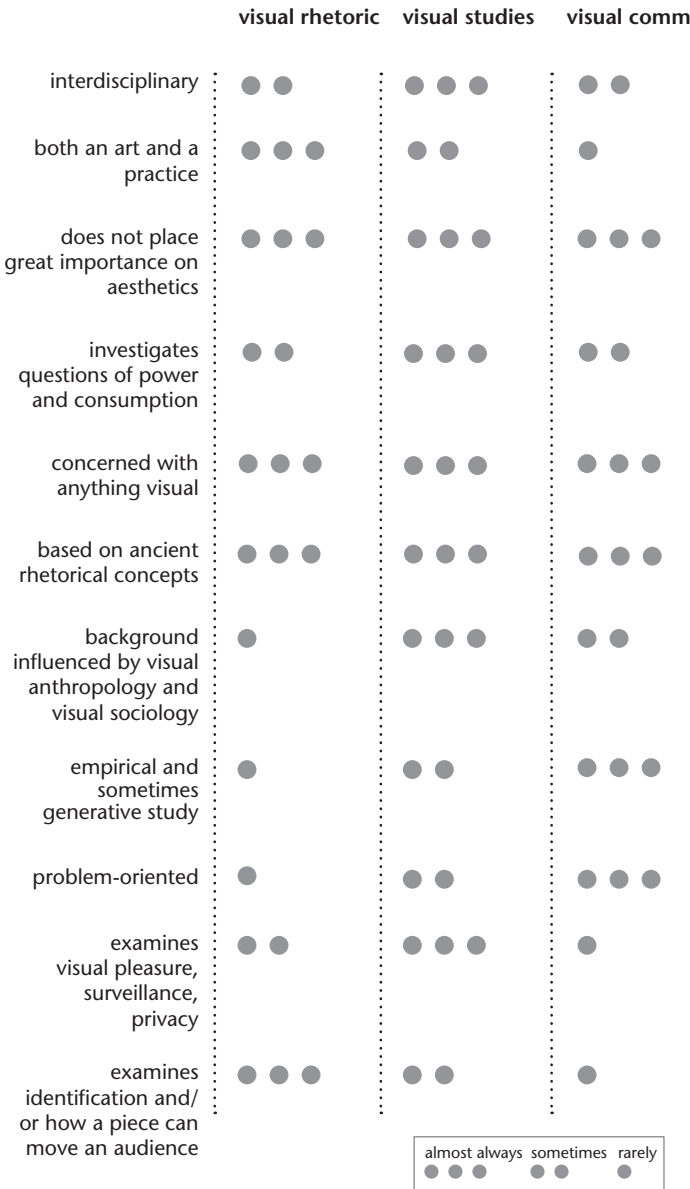 visual rhetoric visual studies visual comm
interdisciplinary
both an art and a
practice
does not place
great importance on
aesthetics
investigates
questions of power
and consumption
concerned with
anything visual
based on ancient
rhetorical concepts
background
influenced by visual
anthropology and
visual sociology
empirical and
sometimes
generative study
problem-oriented
examines
visual pleasure,
surveillance,
privacy
examines
identification and/
or how a piece can
move an audience
almost always sometimes rarely